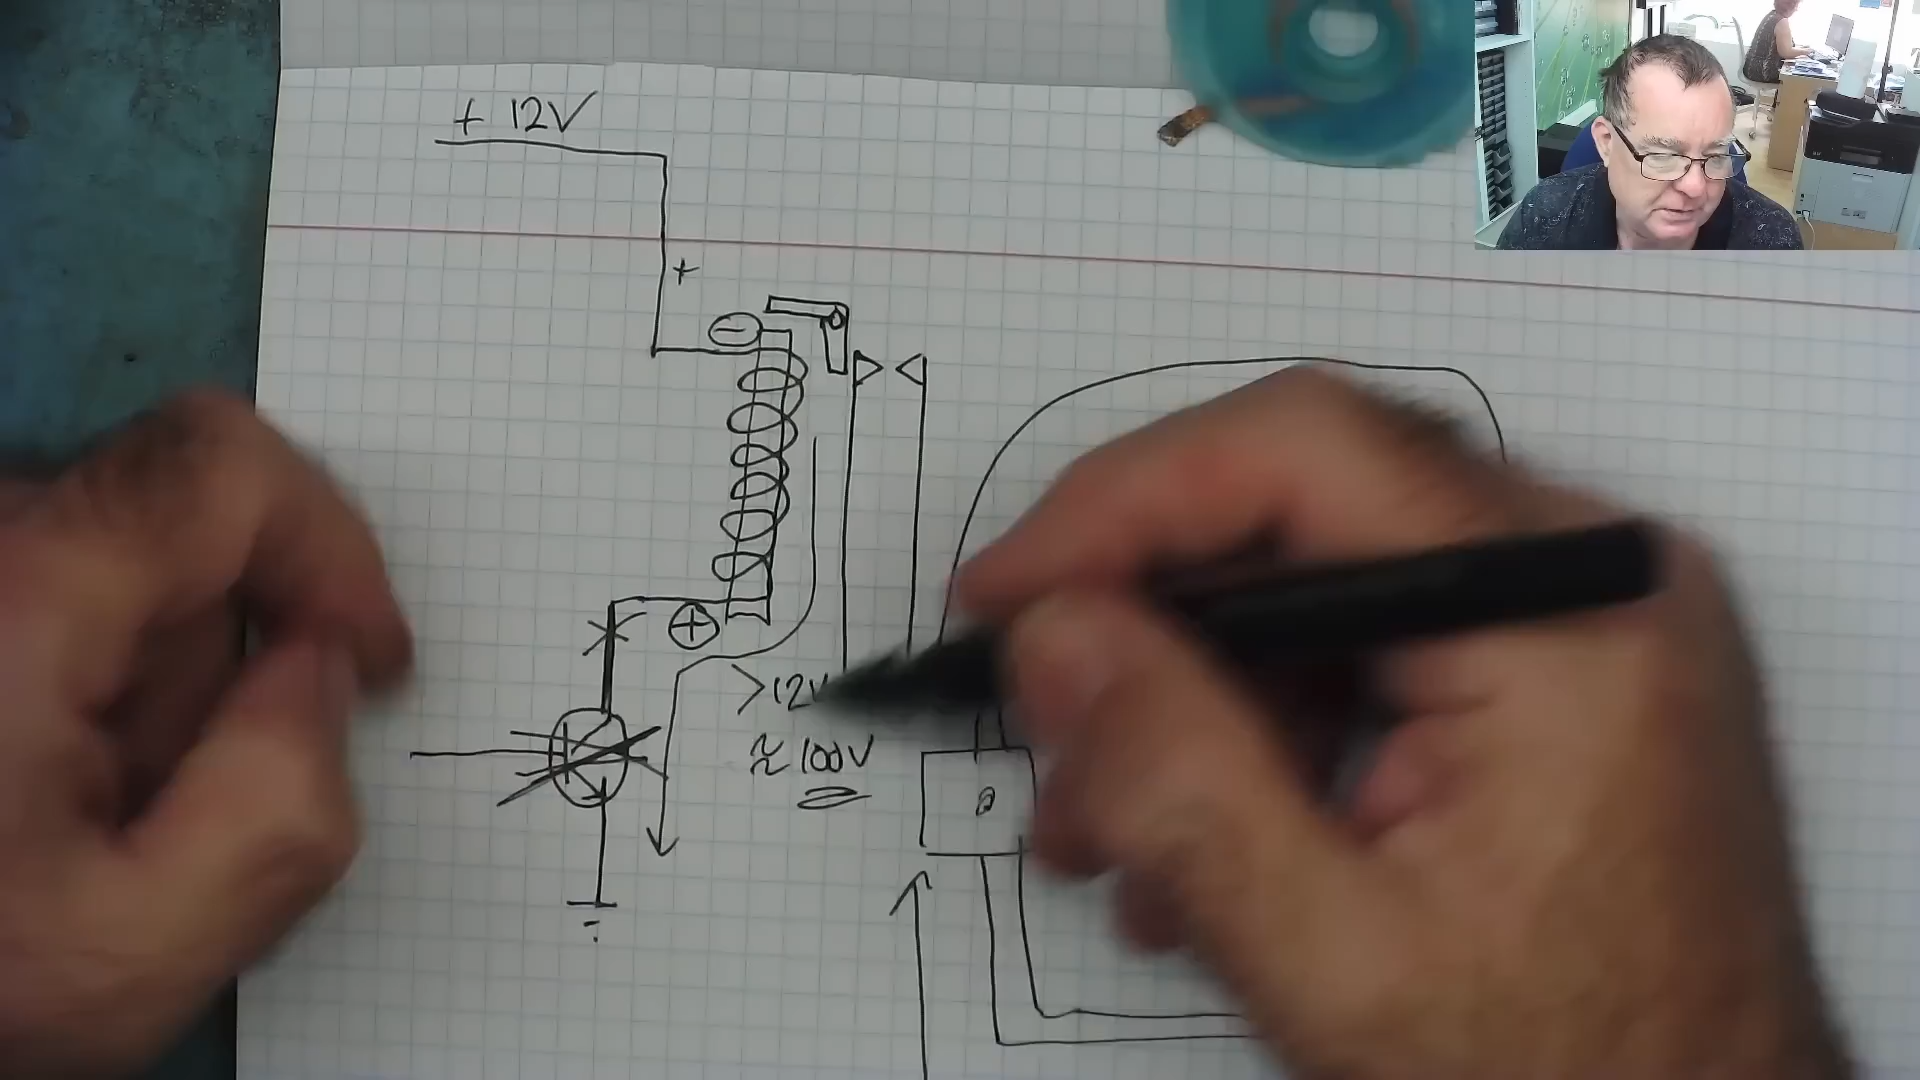 + 12V
+
−
+
>12V
≈ 100V